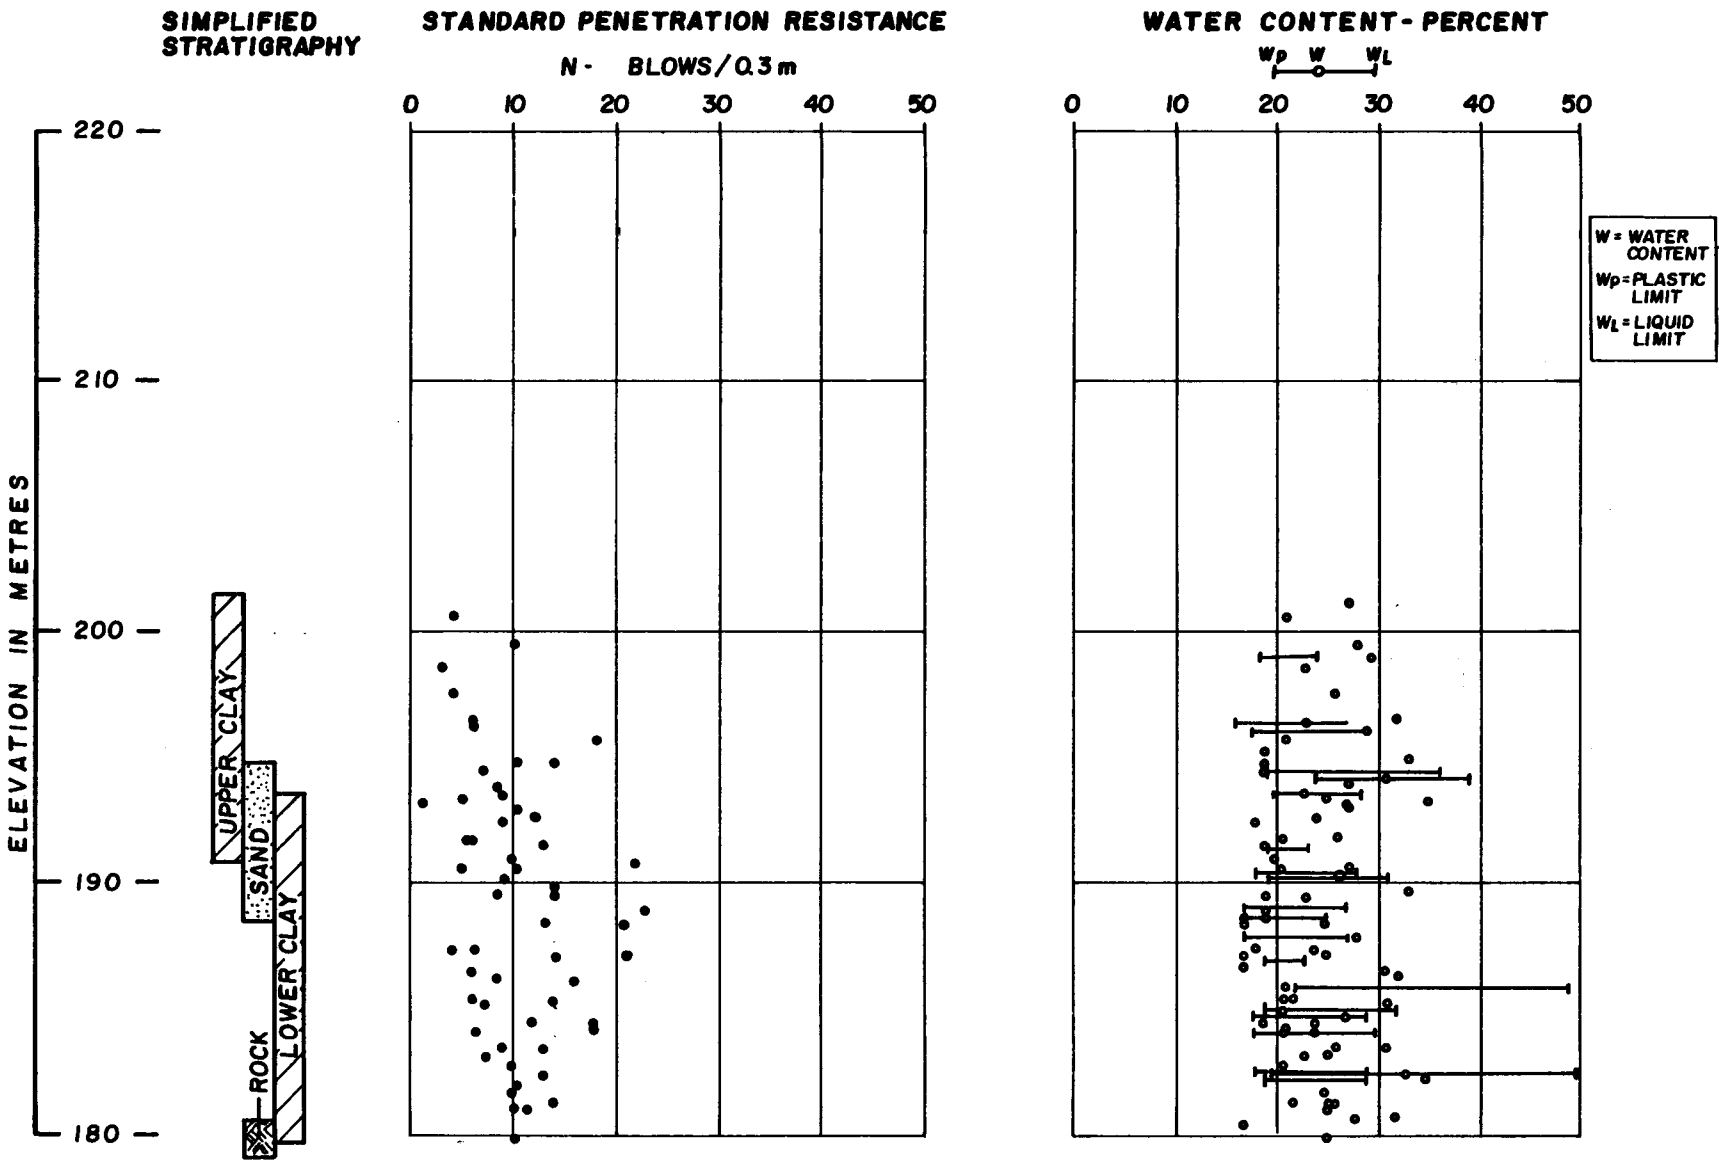 SIMPLIFIED
STRATIGRAPHY
STANDARD PENETRATION RESISTANCE
N - BLOWS / 0.3 m
WATER CONTENT - PERCENT
Wp W WL
0 10 20 30 40 50
0 10 20 30 40 50
220
210
200
190
180
ELEVATION IN METRES
UPPER CLAY
SAND
LOWER CLAY
ROCK
W = WATER
CONTENT
Wp = PLASTIC
LIMIT
WL = LIQUID
LIMIT